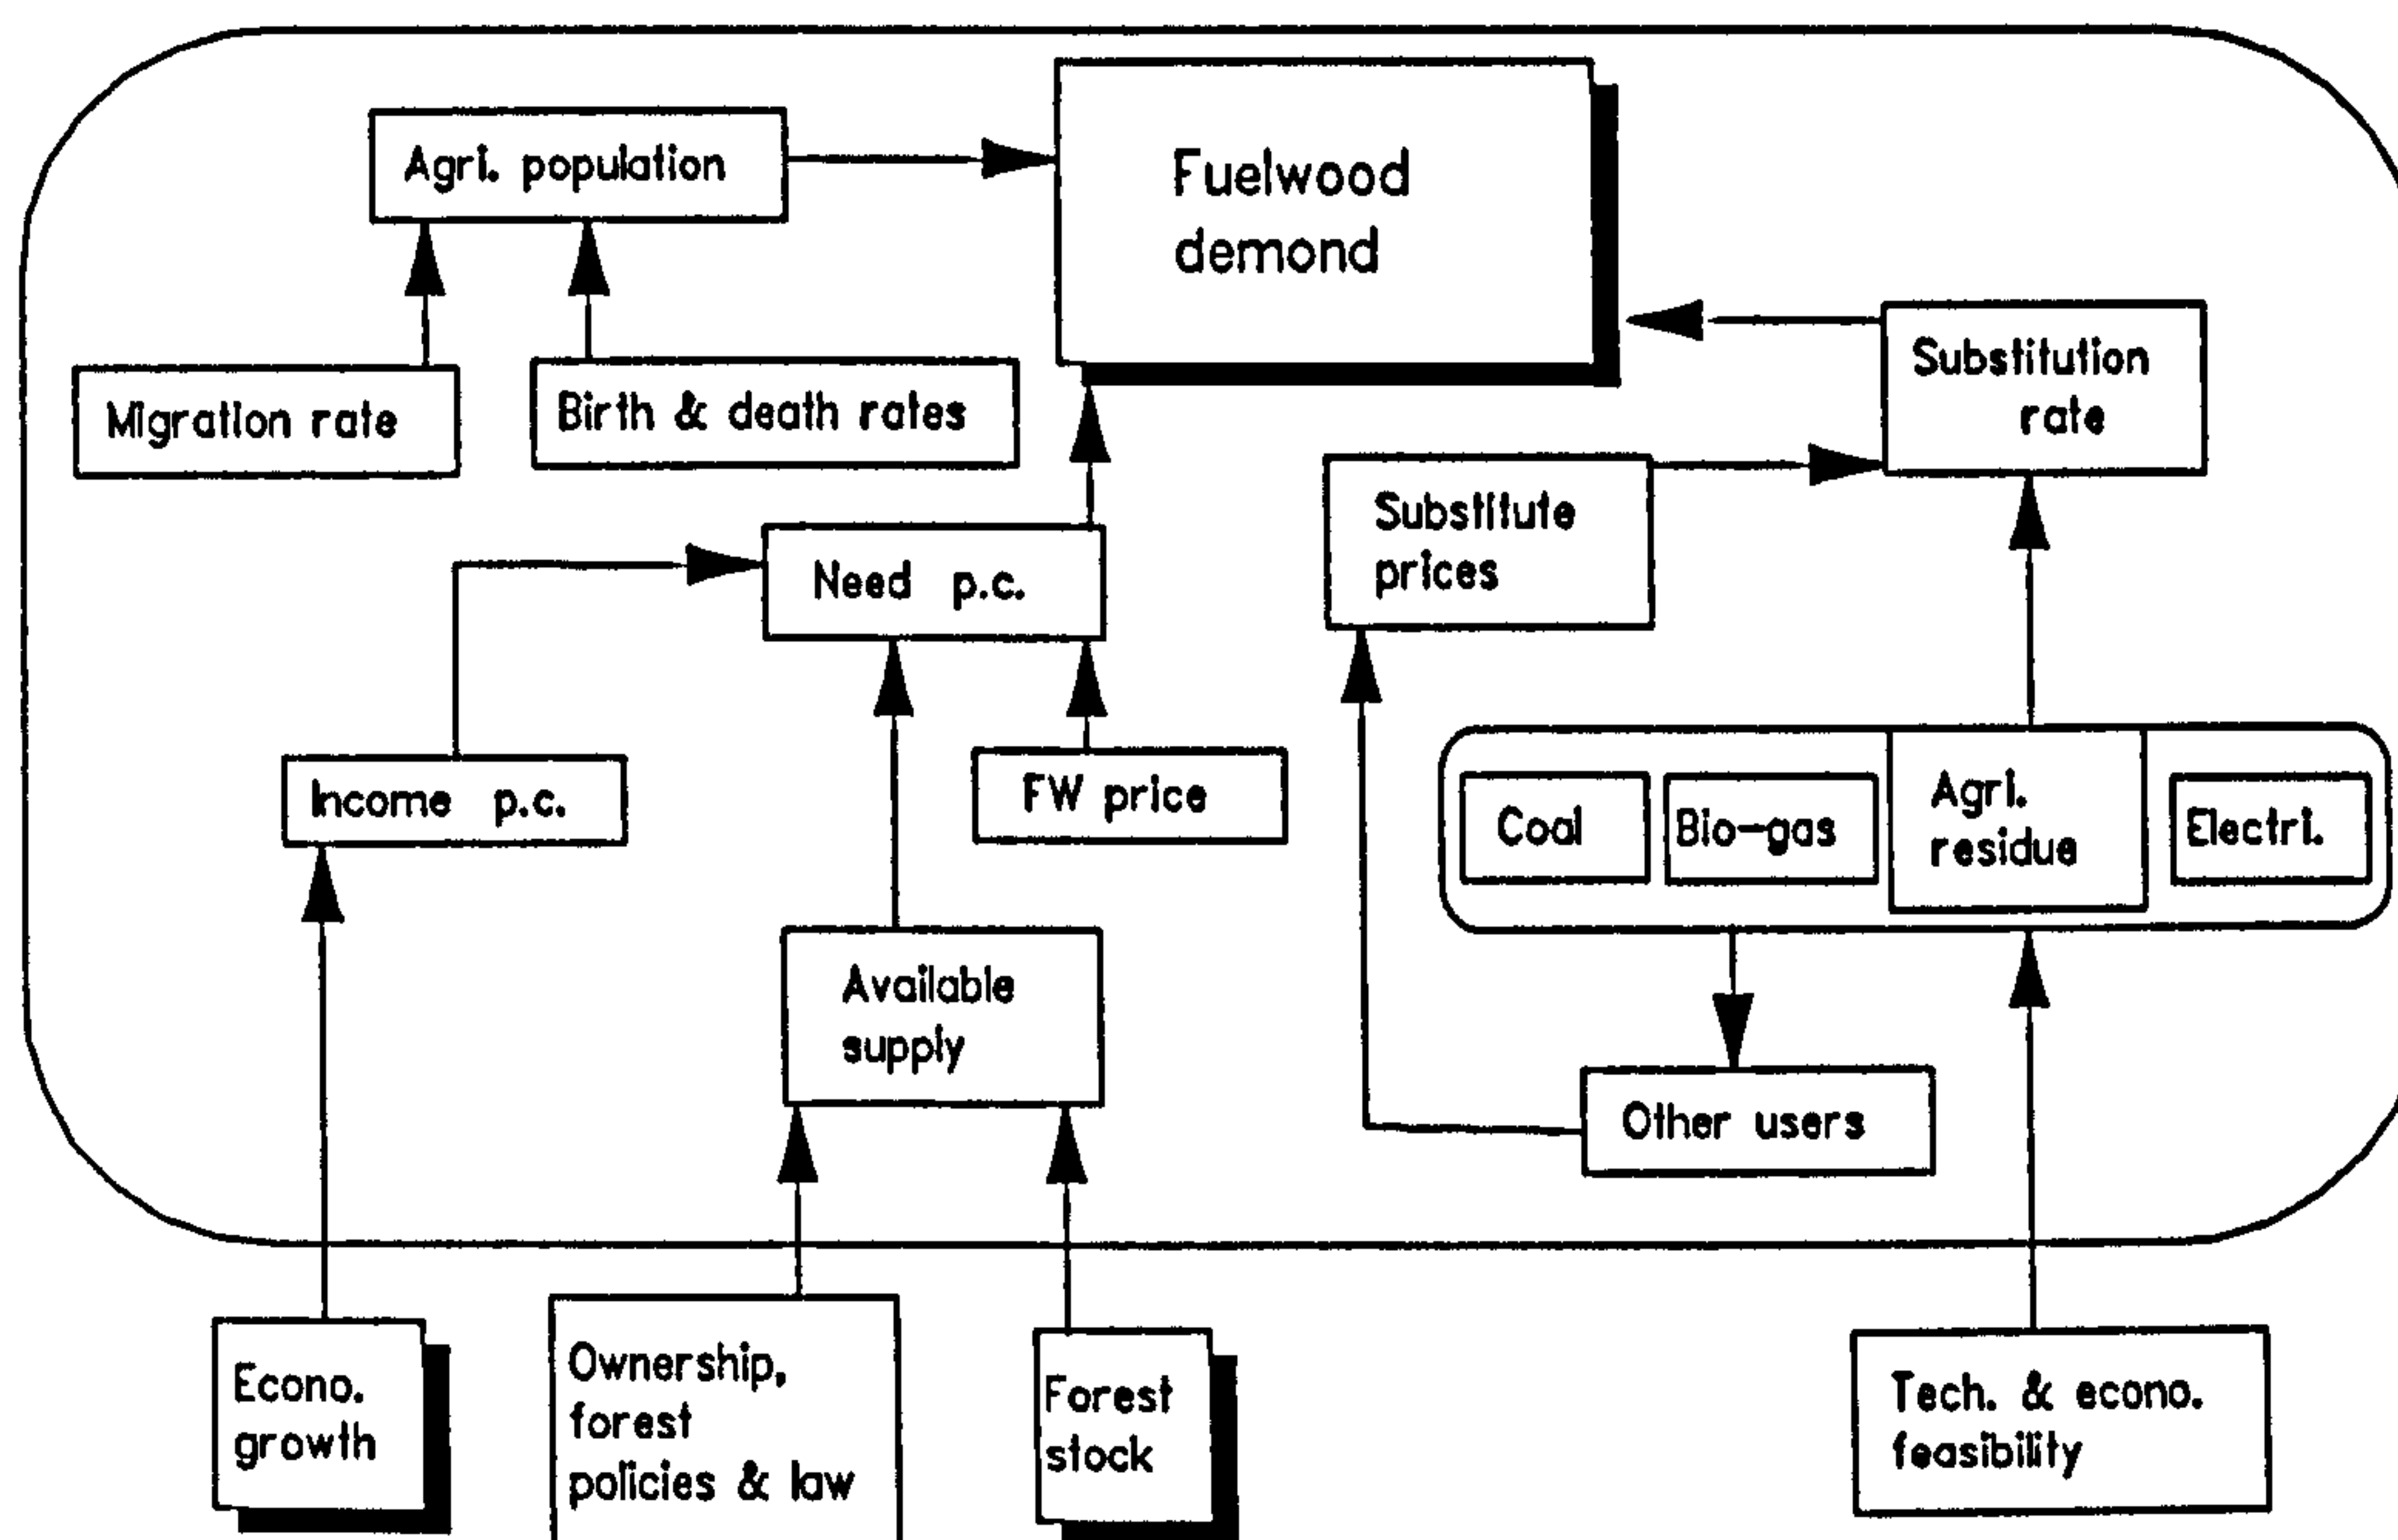 Agri. population
Fuelwood
demond
Migration rate
Birth & death rates
Substitution
rate
Substitute
prices
Need p.c.
Income p.c.
FW price
Coal
Bio-gas
Agri.
residue
Electri.
Available
supply
Other users
Econo.
growth
Ownership,
forest
policies & law
Forest
stock
Tech. & econo.
feasibility